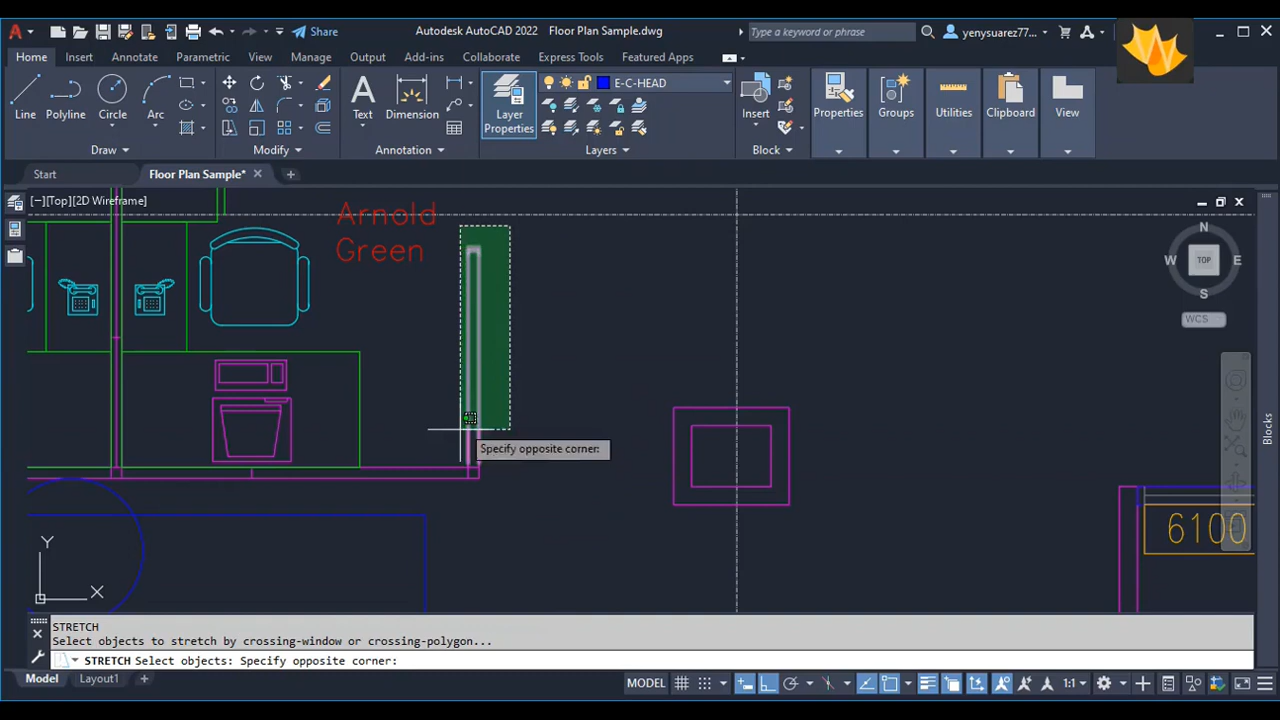 Share
Autodesk AutoCAD 2022 Floor Plan Sample.dwg
Type a keyword or phrase
yenysuarez77...
Home Insert Annotate Parametric View Manage Output Add-ins Collaborate Express Tools Featured Apps
E-C-HEAD
Line Polyline Circle Arc Text Dimension Layer Properties Insert Properties Groups Utilities Clipboard View
Draw Modify Annotation Layers Block
Start Floor Plan Sample*
[−][Top][2D Wireframe]
Arnold
Green
N
W TOP E
S
WCS
Blocks
Specify opposite corner:
6100
Y
X
STRETCH
Select objects to stretch by crossing-window or crossing-polygon...
STRETCH Select objects: Specify opposite corner:
Model Layout1
MODEL 1:1